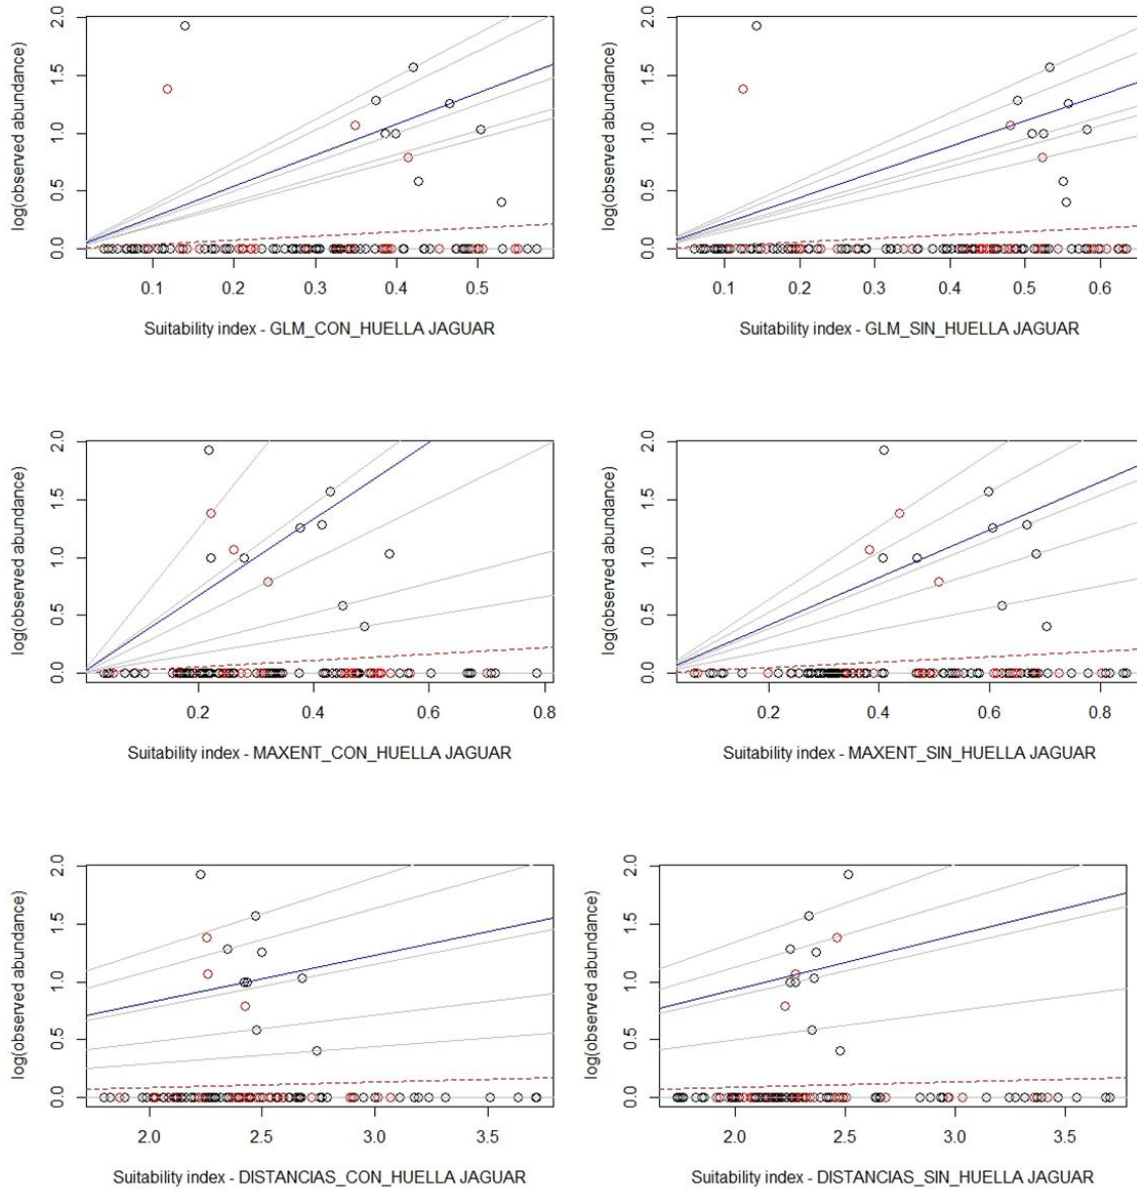 2.0
1.5
1.0
0.5
0.0
log(observed abundance)
0.1 0.2 0.3 0.4 0.5
Suitability index - GLM_CON_HUELLA JAGUAR
2.0
1.5
1.0
0.5
0.0
log(observed abundance)
0.1 0.2 0.3 0.4 0.5 0.6
Suitability index - GLM_SIN_HUELLA JAGUAR
2.0
1.5
1.0
0.5
0.0
log(observed abundance)
0.2 0.4 0.6 0.8
Suitability index - MAXENT_CON_HUELLA JAGUAR
2.0
1.5
1.0
0.5
0.0
log(observed abundance)
0.2 0.4 0.6 0.8
Suitability index - MAXENT_SIN_HUELLA JAGUAR
2.0
1.5
1.0
0.5
0.0
log(observed abundance)
2.0 2.5 3.0 3.5
Suitability index - DISTANCIAS_CON_HUELLA JAGUAR
2.0
1.5
1.0
0.5
0.0
log(observed abundance)
2.0 2.5 3.0 3.5
Suitability index - DISTANCIAS_SIN_HUELLA JAGUAR